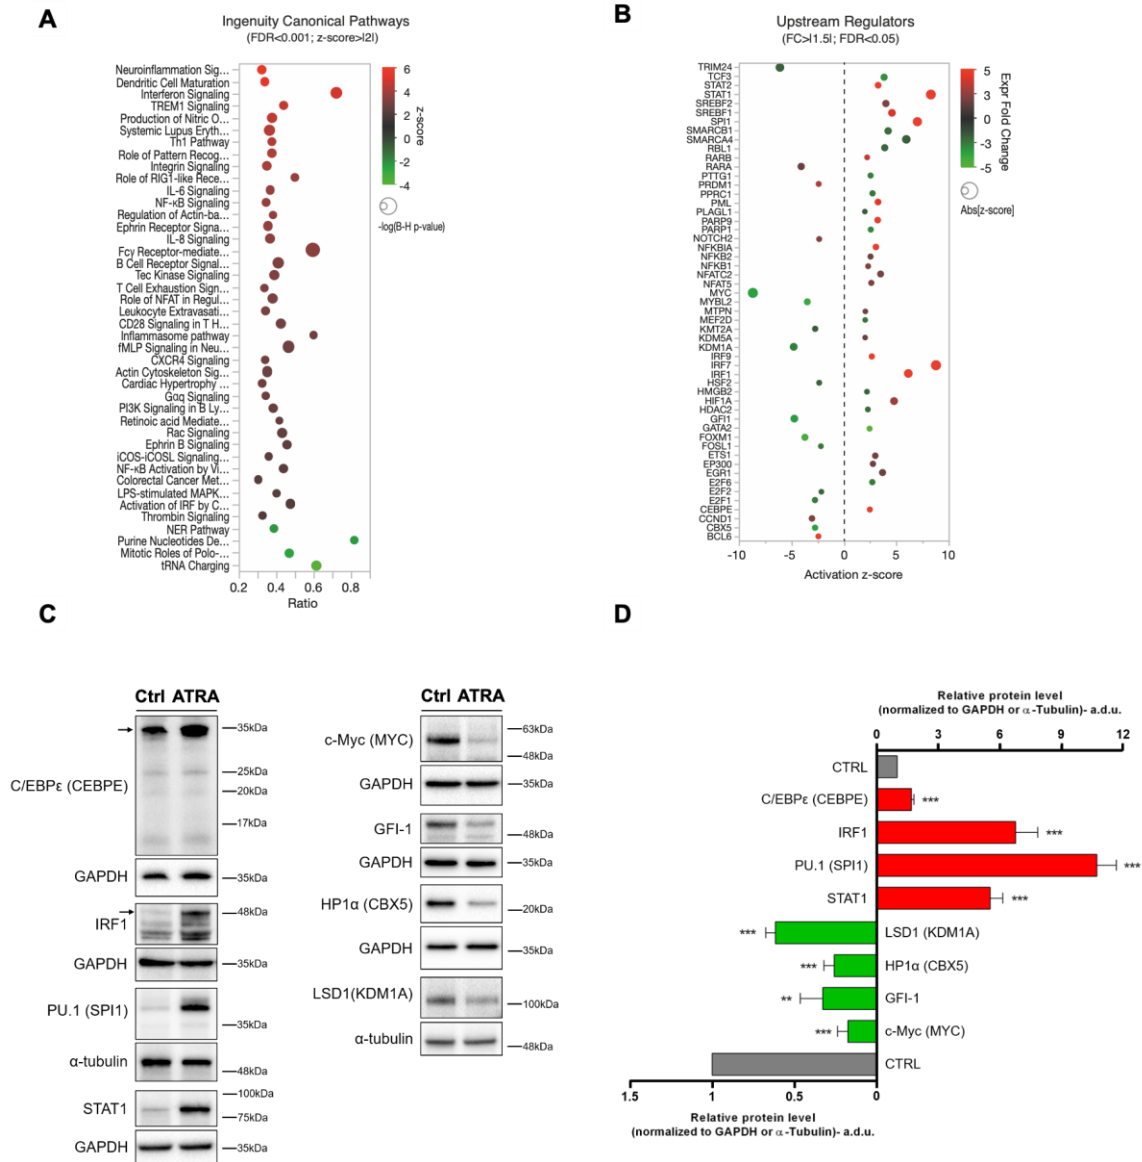 A
Ingenuity Canonical Pathways
(FDR<0.001; z-score>|2|)
Neuroinflammation Sig...
Dendritic Cell Maturation
Interferon Signaling
TREM1 Signaling
Production of Nitric O...
Systemic Lupus Eryth...
Th1 Pathway
Role of Pattern Recog...
Integrin Signaling
Role of RIG1-like Rece...
IL-6 Signaling
NF-κB Signaling
Regulation of Actin-ba...
Ephrin Receptor Signa...
IL-8 Signaling
Fcγ Receptor-mediate...
B Cell Receptor Signal...
Tec Kinase Signaling
T Cell Exhaustion Sign...
Role of NFAT in Regul...
Leukocyte Extravasati...
CD28 Signaling in T H...
Inflammasome pathway
fMLP Signaling in Neu...
CXCR4 Signaling
Actin Cytoskeleton Sig...
Cardiac Hypertrophy ...
Gαq Signaling
PI3K Signaling in B Ly...
Retinoic acid Mediate...
Rac Signaling
Ephrin B Signaling
iCOS-iCOSL Signaling...
NF-κB Activation by Vi...
Colorectal Cancer Met...
LPS-stimulated MAPK...
Activation of IRF by C...
Thrombin Signaling
NER Pathway
Purine Nucleotides De...
Mitotic Roles of Polo-...
tRNA Charging
0.2 0.4 0.6 0.8
Ratio
6
4
2
0
-2
-4
z-score
-log(B-H p-value)
B
Upstream Regulators
(FC>|1.5|; FDR<0.05)
TRIM24
TCF3
STAT2
STAT1
SREBF2
SREBF1
SPI1
SMARCB1
SMARCA4
RBL1
RARB
RARA
PTTG1
PRDM1
PPRC1
PML
PLAGL1
PARP9
PARP1
NOTCH2
NFKBIA
NFKB2
NFKB1
NFATC2
NFAT5
MYC
MYBL2
MTPN
MEF2D
KMT2A
KDM5A
KDM1A
IRF9
IRF7
IRF1
HSF2
HMGB2
HIF1A
HDAC2
GFI1
GATA2
FOXM1
FOSL1
ETS1
EP300
EGR1
E2F6
E2F2
E2F1
CEBPE
CCND1
CBX5
BCL6
-10 -5 0 5 10
Activation z-score
5
3
0
-3
-5
Expr Fold Change
Abs[z-score]
C
Ctrl ATRA
C/EBPε (CEBPE)
35kDa
25kDa
20kDa
17kDa
GAPDH
35kDa
IRF1
48kDa
GAPDH
35kDa
PU.1 (SPI1)
35kDa
α-tubulin
48kDa
STAT1
100kDa
75kDa
GAPDH
35kDa
Ctrl ATRA
c-Myc (MYC)
63kDa
48kDa
GAPDH
35kDa
GFI-1
48kDa
GAPDH
35kDa
HP1α (CBX5)
20kDa
GAPDH
35kDa
LSD1(KDM1A)
100kDa
α-tubulin
48kDa
D
Relative protein level
(normalized to GAPDH or α-Tubulin)- a.d.u.
0 3 6 9 12
CTRL
C/EBPε (CEBPE) ***
IRF1 ***
PU.1 (SPI1) ***
STAT1 ***
*** LSD1 (KDM1A)
*** HP1α (CBX5)
** GFI-1
*** c-Myc (MYC)
CTRL
1.5 1 0.5 0
Relative protein level
(normalized to GAPDH or α-Tubulin)- a.d.u.